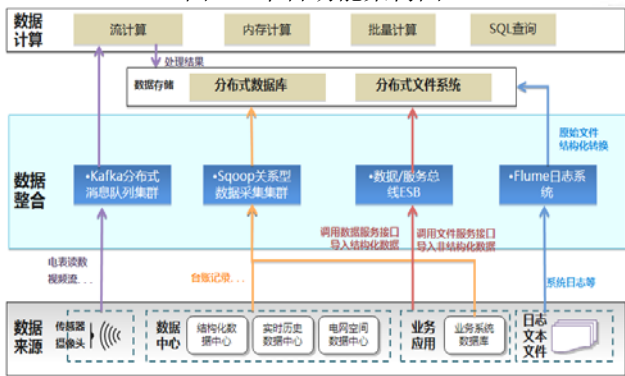 数据
计算
流计算
内存计算
批量计算
SQL查询
处理结果
数据存储
分布式数据库
分布式文件系统
原始文件
结构化转换
数据
整合
•Kafka分布式
消息队列集群
•Sqoop关系型
数据采集集群
•数据/服务总
线ESB
•Flume日志系
统
调用数据服务接口
导入结构化数据
调用文件服务接口
导入非结构化数据
电表读数
视频流...
台账记录...
系统日志等
数据
来源
传感器
摄像头
数据
中心
结构化数
据中心
实时历史
数据中心
电网空间
数据中心
业务
应用
业务系统
数据库
日志
文本
文件